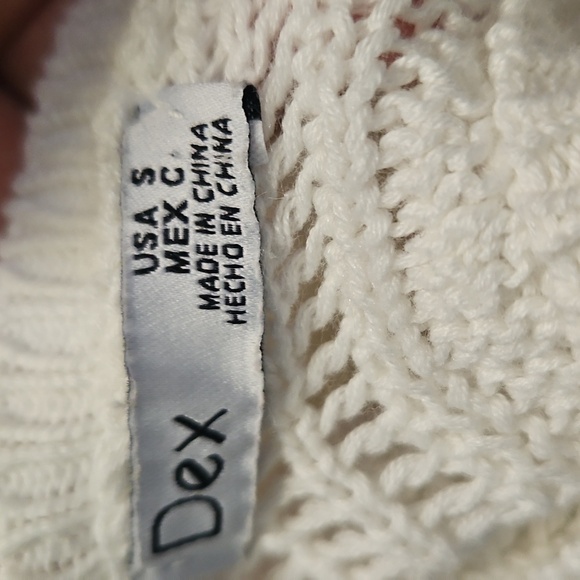 Dex
USA S
MEX C
MADE IN CHINA
HECHO EN CHINA